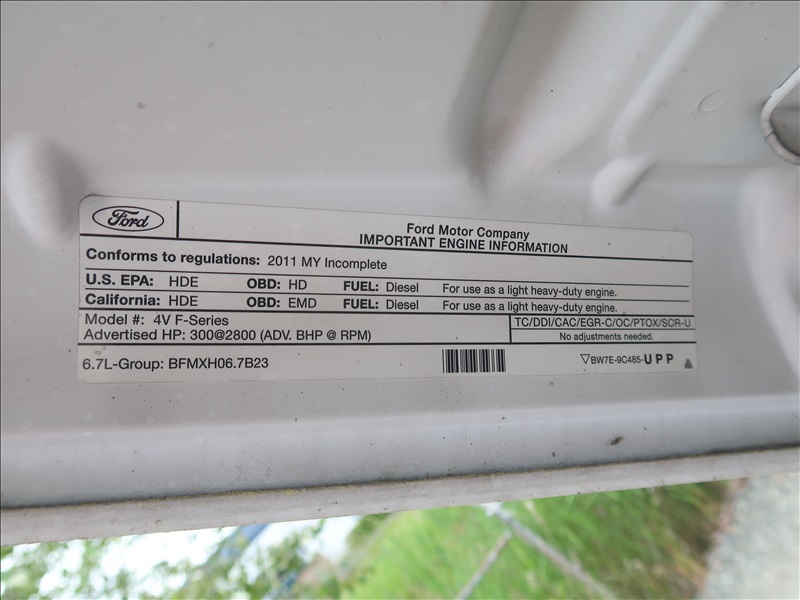 Ford
Ford Motor Company
IMPORTANT ENGINE INFORMATION
Conforms to regulations: 2011 MY Incomplete
U.S. EPA: HDE OBD: HD FUEL: Diesel For use as a light heavy-duty engine.
California: HDE OBD: EMD FUEL: Diesel For use as a light heavy-duty engine.
Model #: 4V F-Series
Advertised HP: 300@2800 (ADV. BHP @ RPM)
TC/DDI/CAC/EGR-C/OC/PTOX/SCR-U
No adjustments needed.
6.7L-Group: BFMXH06.7B23
BW7E-9C485-UPP